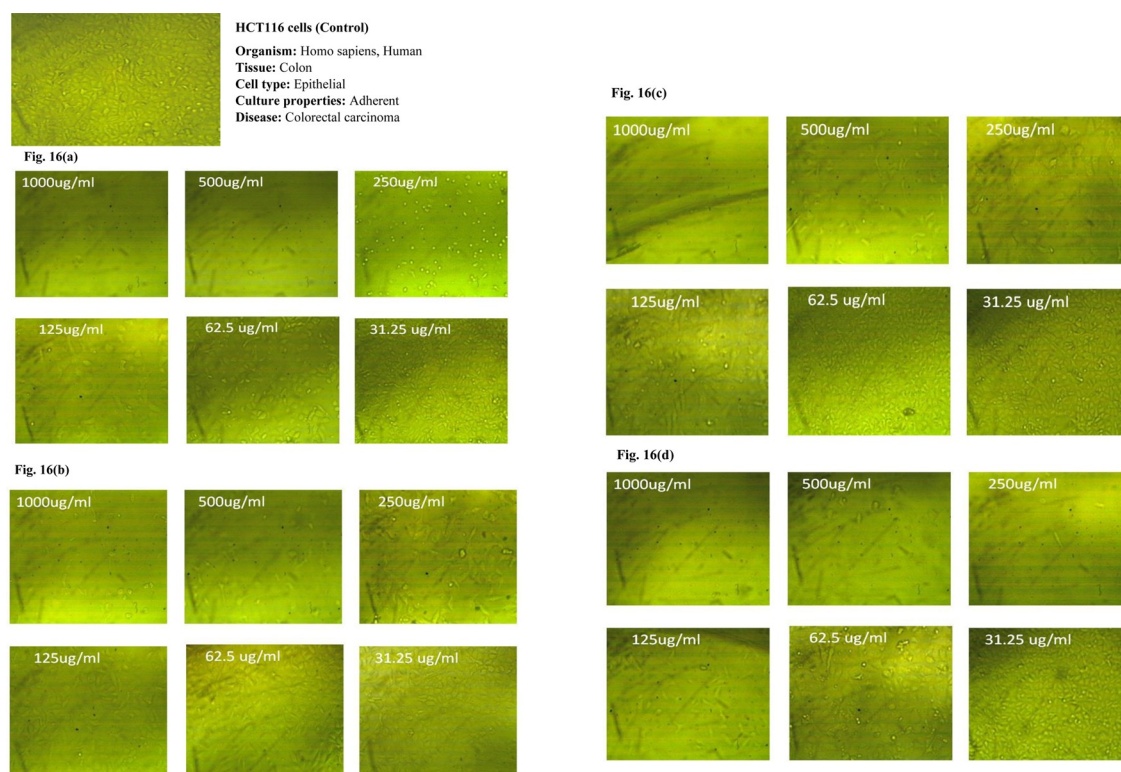 HCT116 cells (Control)
Organism: Homo sapiens, Human
Tissue: Colon
Cell type: Epithelial
Culture properties: Adherent
Disease: Colorectal carcinoma
Fig. 16(a)
1000ug/ml
500ug/ml
250ug/ml
125ug/ml
62.5 ug/ml
31.25 ug/ml
Fig. 16(b)
1000ug/ml
500ug/ml
250ug/ml
125ug/ml
62.5 ug/ml
31.25 ug/ml
Fig. 16(c)
1000ug/ml
500ug/ml
250ug/ml
125ug/ml
62.5 ug/ml
31.25 ug/ml
Fig. 16(d)
1000ug/ml
500ug/ml
250ug/ml
125ug/ml
62.5 ug/ml
31.25 ug/ml